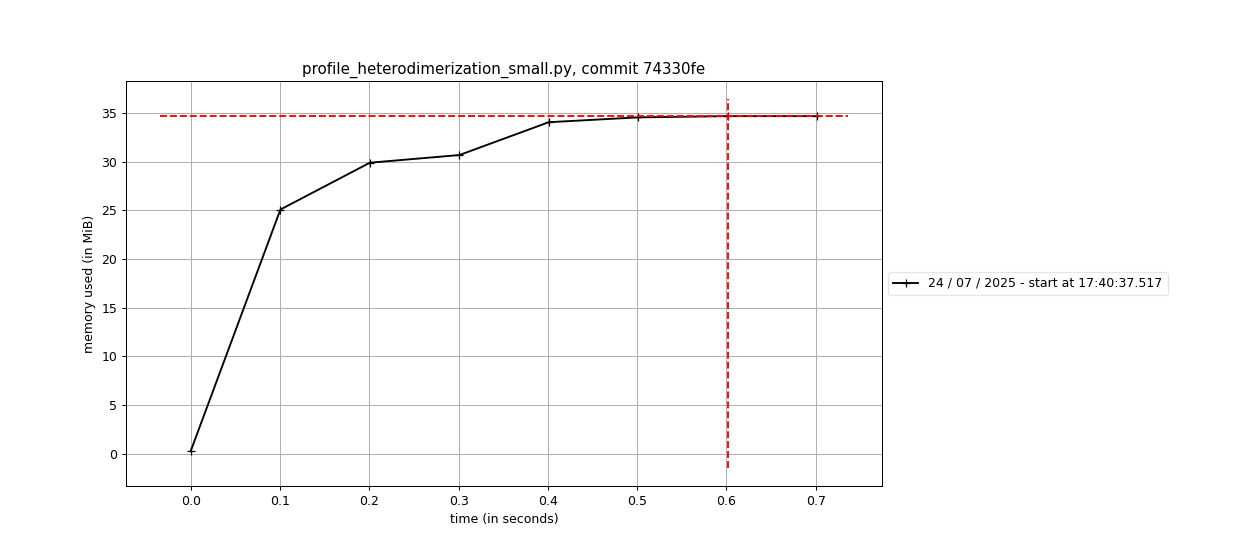 profile_heterodimerization_small.py, commit 74330fe
memory used (in MiB)
35
30
25
20
15
10
5
0
0.0 0.1 0.2 0.3 0.4 0.5 0.6 0.7
time (in seconds)
24 / 07 / 2025 - start at 17:40:37.517